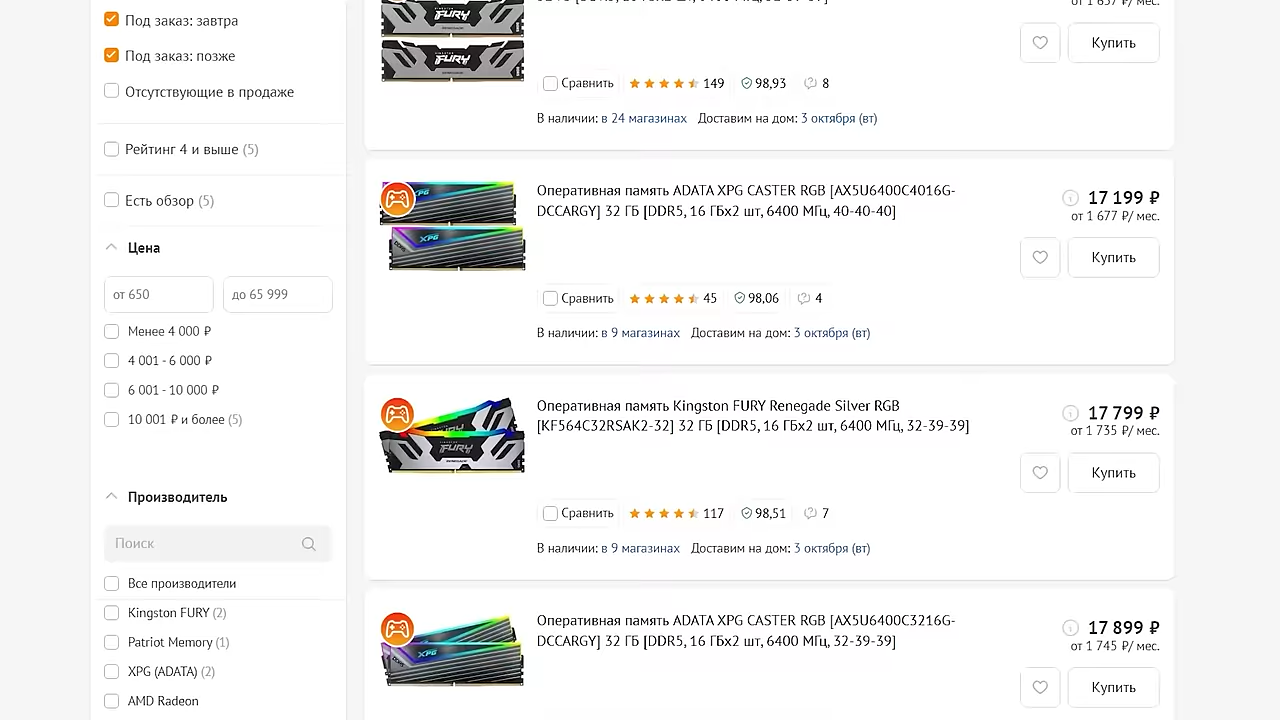 Под заказ: завтра
Под заказ: позже
Отсутствующие в продаже
Рейтинг 4 и выше (5)
Есть обзор (5)
Цена
от 650
до 65 999
Менее 4 000 ₽
4 001 - 6 000 ₽
6 001 - 10 000 ₽
10 001 ₽ и более (5)
Производитель
Поиск
Все производители
Kingston FURY (2)
Patriot Memory (1)
XPG (ADATA) (2)
AMD Radeon
FURY
FURY
Купить
Сравнить
149
98,93
8
В наличии: в 24 магазинах Доставим на дом: 3 октября (вт)
XPG
XPG
Оперативная память ADATA XPG CASTER RGB [AX5U6400C4016G-
DCCARGY] 32 ГБ [DDR5, 16 ГБx2 шт, 6400 МГц, 40-40-40]
17 199 ₽
от 1 677 ₽/ мес.
Купить
Сравнить
45
98,06
4
В наличии: в 9 магазинах Доставим на дом: 3 октября (вт)
FURY
Оперативная память Kingston FURY Renegade Silver RGB
[KF564C32RSAK2-32] 32 ГБ [DDR5, 16 ГБx2 шт, 6400 МГц, 32-39-39]
17 799 ₽
от 1 735 ₽/ мес.
Купить
Сравнить
117
98,51
7
В наличии: в 9 магазинах Доставим на дом: 3 октября (вт)
XPG
Оперативная память ADATA XPG CASTER RGB [AX5U6400C3216G-
DCCARGY] 32 ГБ [DDR5, 16 ГБx2 шт, 6400 МГц, 32-39-39]
17 899 ₽
от 1 745 ₽/ мес.
Купить